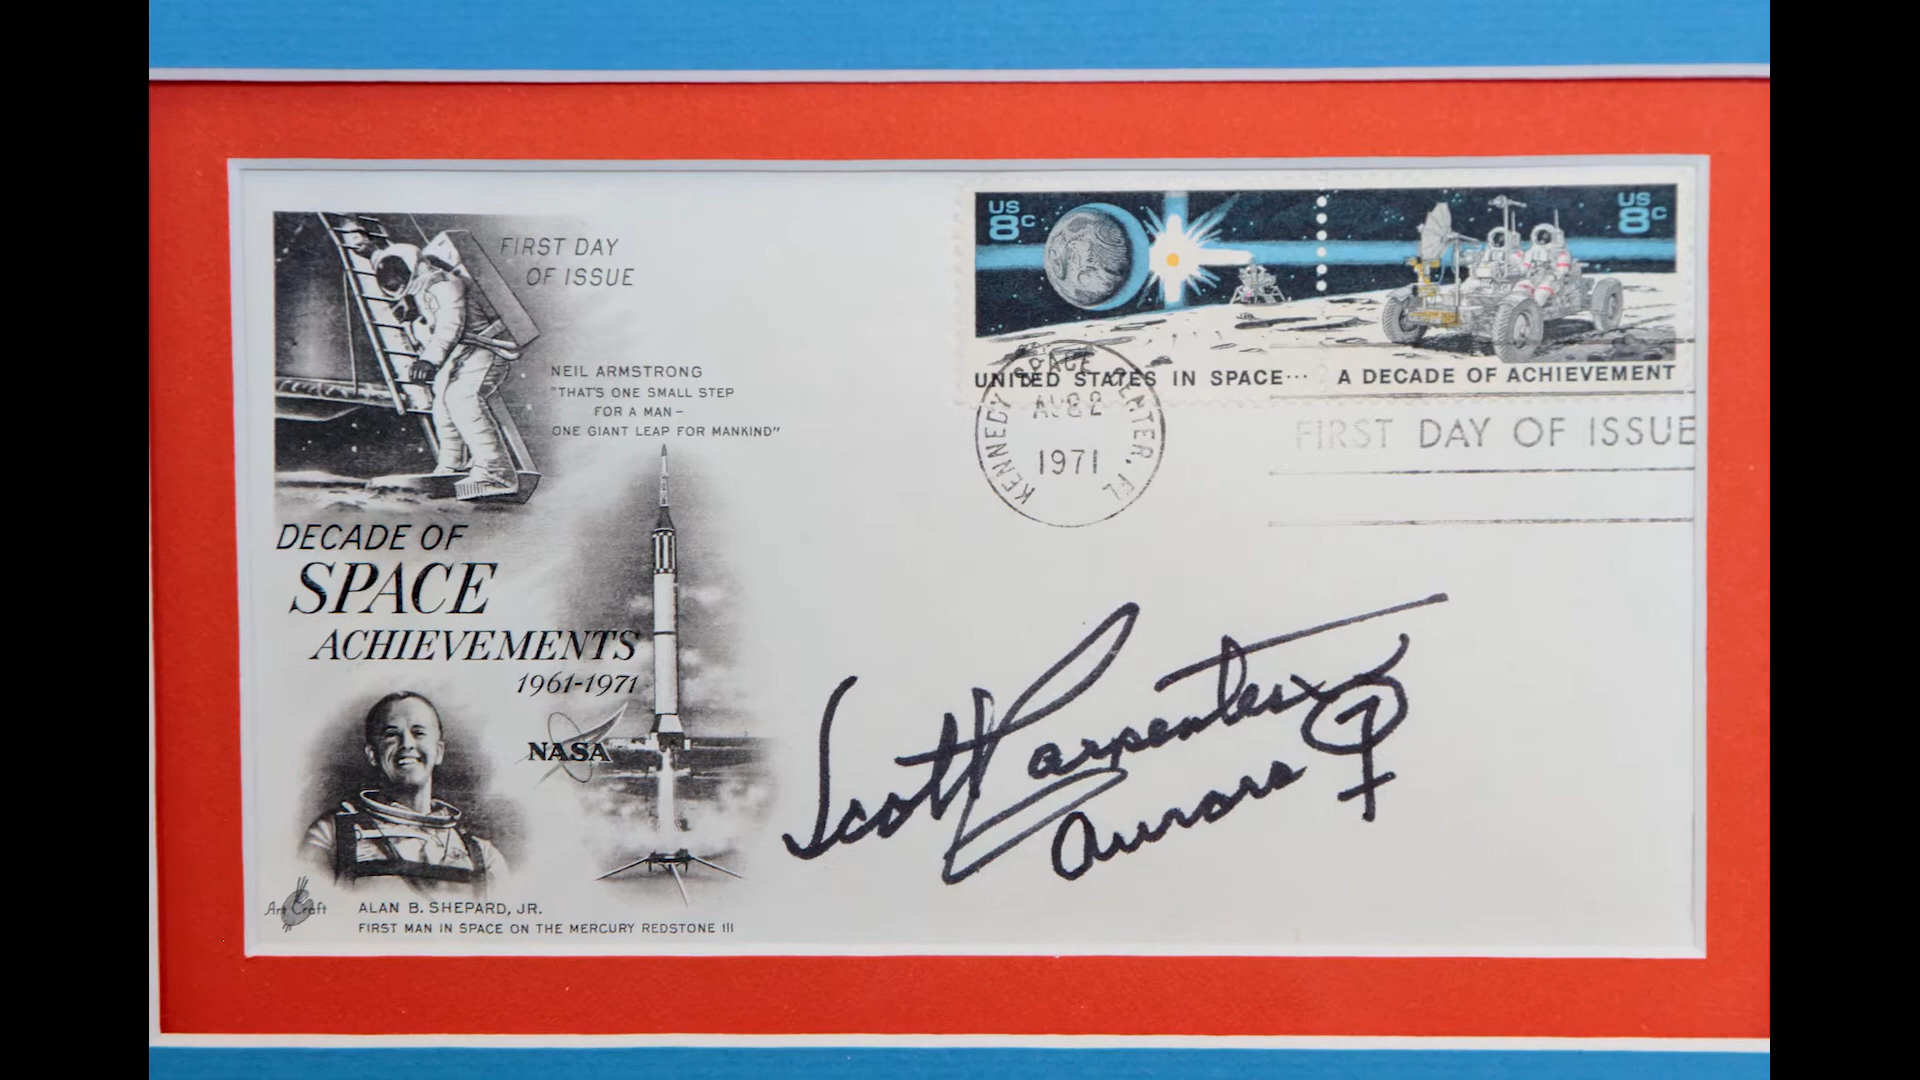 FIRST DAY
OF ISSUE
NEIL ARMSTRONG
"THAT'S ONE SMALL STEP
FOR A MAN –
ONE GIANT LEAP FOR MANKIND"
DECADE OF
SPACE
ACHIEVEMENTS
1961-1971
NASA
Art Craft
ALAN B. SHEPARD, JR.
FIRST MAN IN SPACE ON THE MERCURY REDSTONE III
US
8c
US
8c
UNITED STATES IN SPACE...
A DECADE OF ACHIEVEMENT
KENNEDY SPACE CENTER, FL
AUG 2
1971
FIRST DAY OF ISSUE
Scott Carpenter
Aurora 7